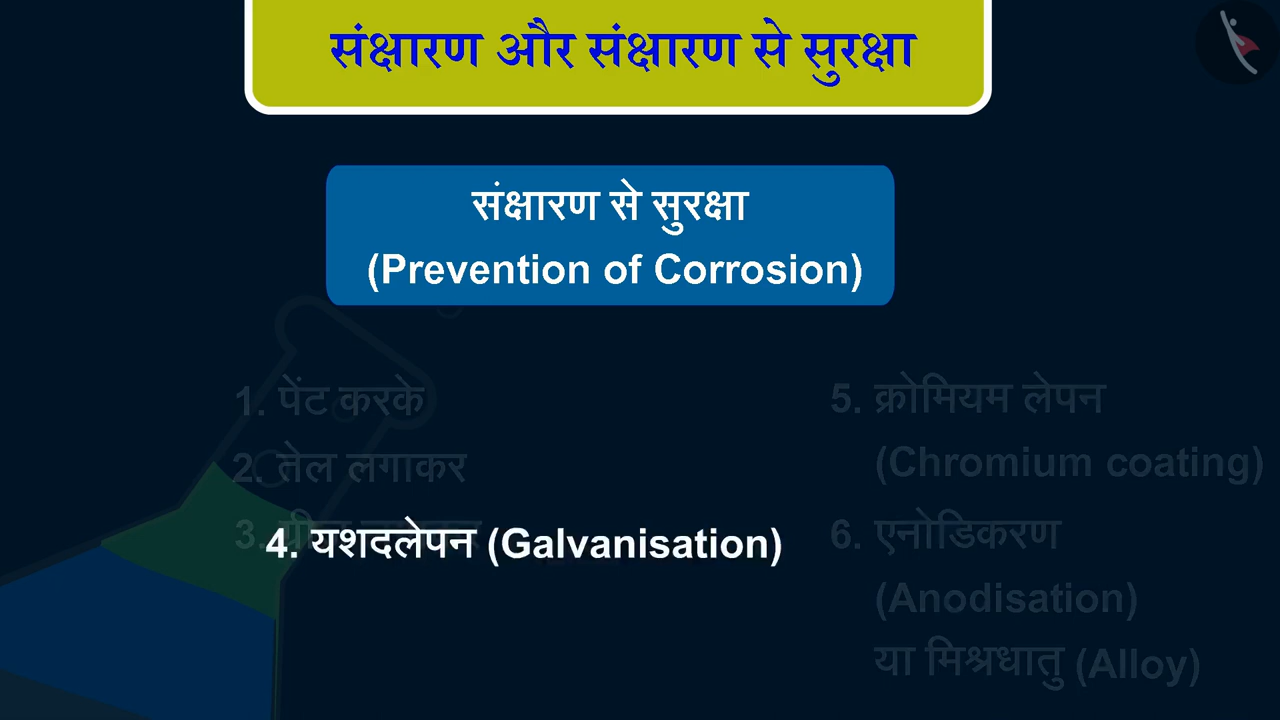 संक्षारण और संक्षारण से सुरक्षा
संक्षारण से सुरक्षा
(Prevention of Corrosion)
1. पेंट करके
2. तेल लगाकर
3.
4. यशदलेपन (Galvanisation)
5. क्रोमियम लेपन
(Chromium coating)
6. एनोडिकरण
(Anodisation)
या मिश्रधातु (Alloy)